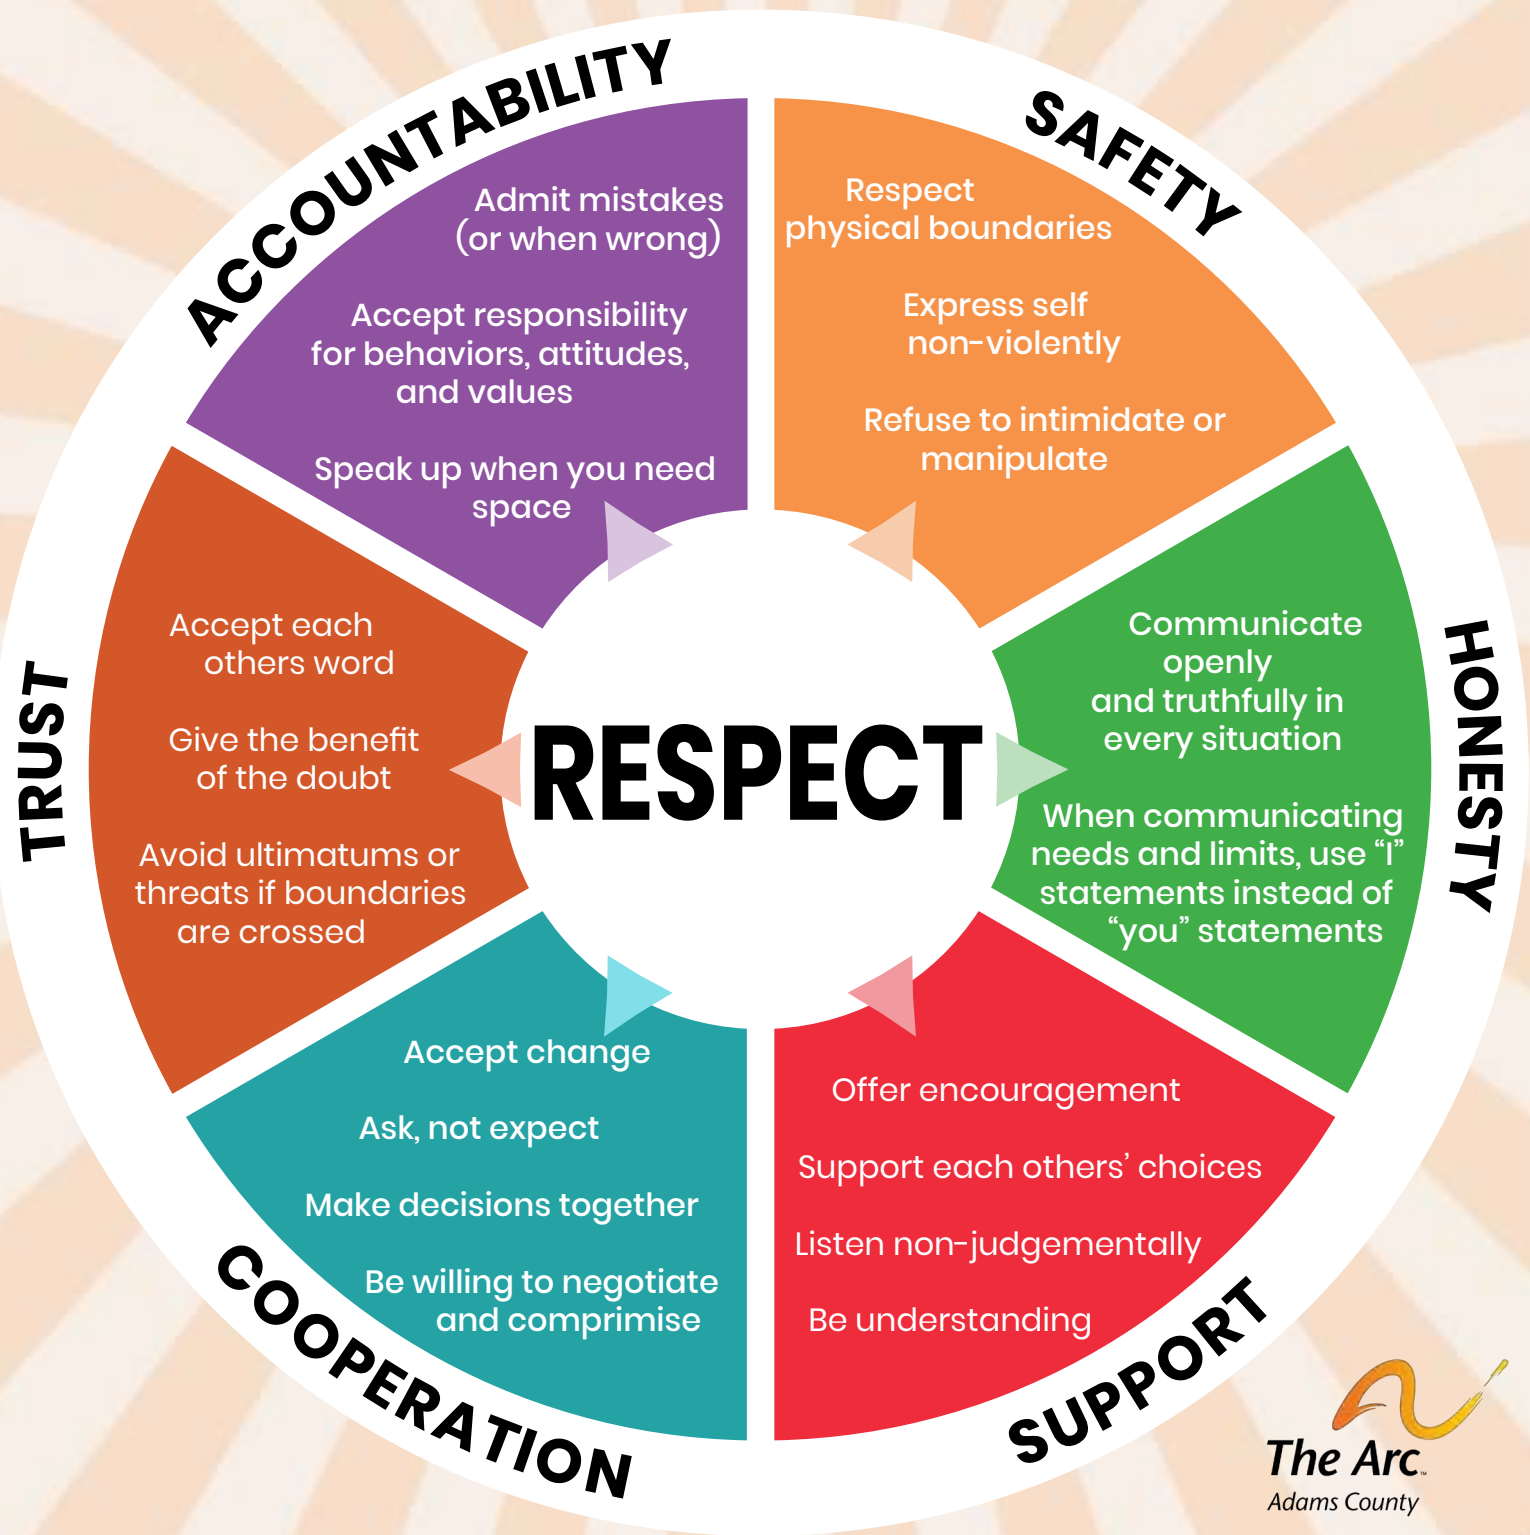 ACCOUNTABILITY
Admit mistakes
(or when wrong)
Accept responsibility
for behaviors, attitudes,
and values
Speak up when you need
space
SAFETY
Respect
physical boundaries
Express self
non-violently
Refuse to intimidate or
manipulate
HONESTY
Communicate
openly
and truthfully in
every situation
When communicating
needs and limits, use “I”
statements instead of
“you” statements
SUPPORT
Offer encouragement
Support each others’ choices
Listen non-judgementally
Be understanding
COOPERATION
Accept change
Ask, not expect
Make decisions together
Be willing to negotiate
and comprimise
TRUST
Accept each
others word
Give the benefit
of the doubt
Avoid ultimatums or
threats if boundaries
are crossed
RESPECT
The Arc™
Adams County